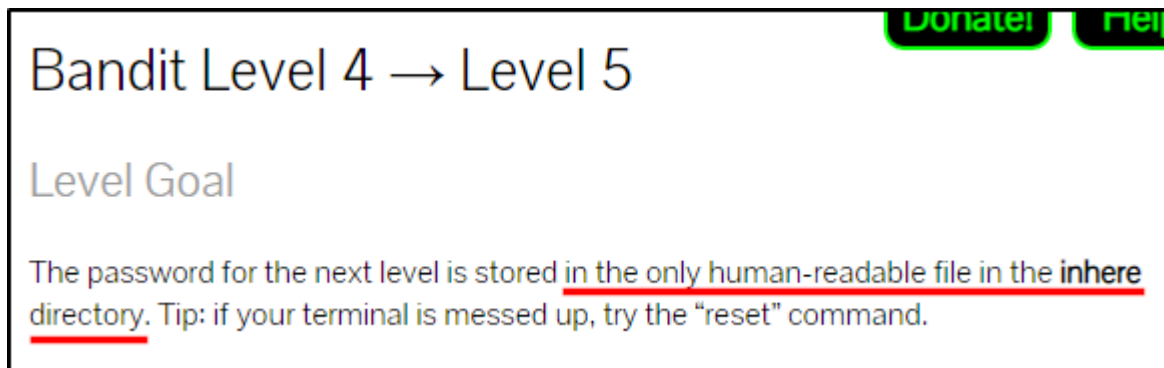 Donate!
Bandit Level 4 → Level 5
Level Goal
The password for the next level is stored in the only human-readable file in the inhere
directory. Tip: if your terminal is messed up, try the “reset” command.